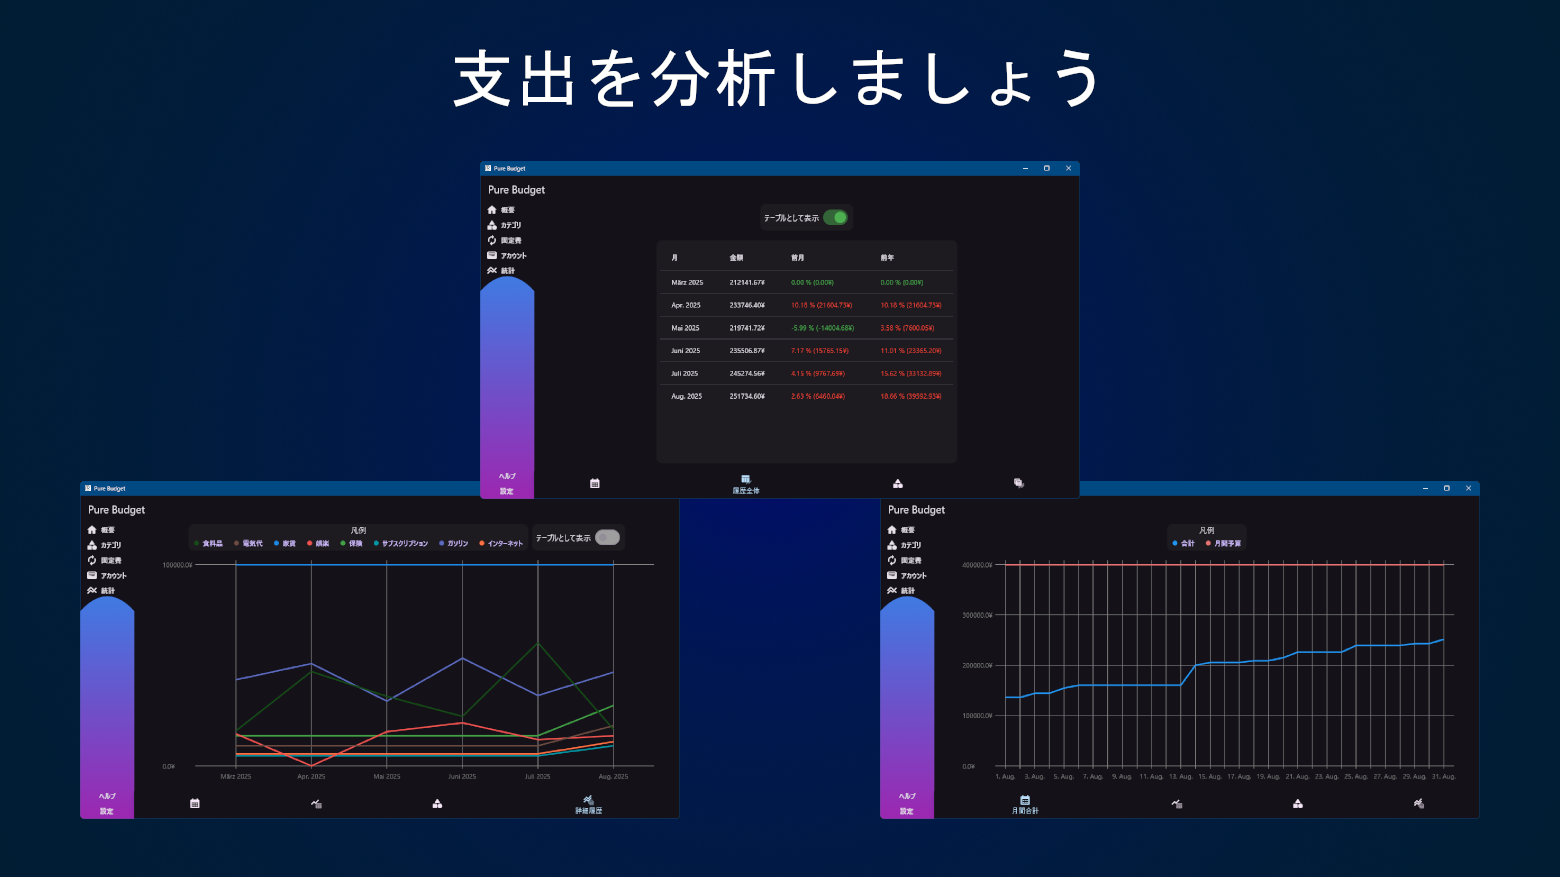 支出を分析しましょう
Pure Budget
Pure Budget
概要
カテゴリ
固定費
アカウント
統計
ヘルプ
設定
テーブルとして表示
月 金額 前月 前年
März 2025 212141.67¥ 0.00 % (0.00¥) 0.00 % (0.00¥)
Apr. 2025 233746.40¥ 10.18 % (21604.73¥) 10.18 % (21604.73¥)
Mai 2025 219741.72¥ -5.99 % (-14004.68¥) 3.58 % (7600.05¥)
Juni 2025 235506.87¥ 7.17 % (15765.15¥) 11.01 % (23365.20¥)
Juli 2025 245274.56¥ 4.15 % (9767.69¥) 15.62 % (33132.89¥)
Aug. 2025 251734.60¥ 2.63 % (6460.04¥) 18.66 % (39592.93¥)
履歴全体
Pure Budget
Pure Budget
概要
カテゴリ
固定費
アカウント
統計
ヘルプ
設定
凡例
食料品 電気代 家賃 娯楽 保険 サブスクリプション ガソリン インターネット
テーブルとして表示
100000.0¥
0.0¥
März 2025 Apr. 2025 Mai 2025 Juni 2025 Juli 2025 Aug. 2025
詳細履歴
Pure Budget
概要
カテゴリ
固定費
アカウント
統計
ヘルプ
設定
凡例
合計 月間予算
400000.0¥
300000.0¥
200000.0¥
100000.0¥
0.0¥
1. Aug. 3. Aug. 5. Aug. 7. Aug. 9. Aug. 11. Aug. 13. Aug. 15. Aug. 17. Aug. 19. Aug. 21. Aug. 23. Aug. 25. Aug. 27. Aug. 29. Aug. 31. Aug.
月間合計